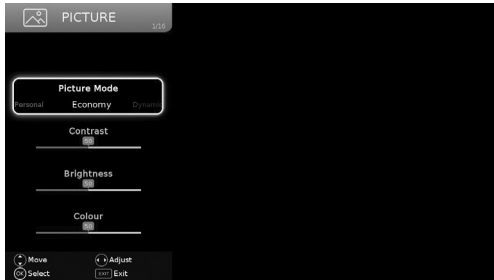 PICTURE
1/16
Picture Mode
Personal Economy Dynamic
Contrast
50
Brightness
50
Colour
50
Move Adjust
OK Select EXIT Exit